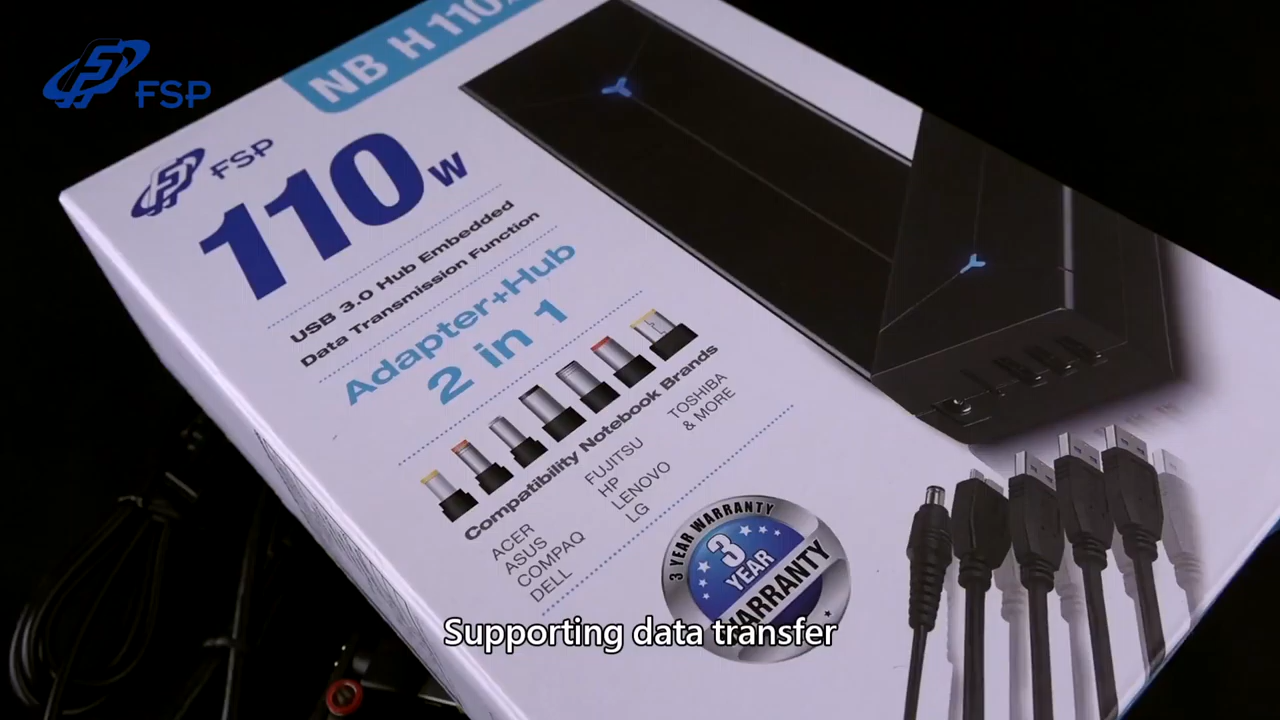 FSP
NB H 110
FSP
110W
USB 3.0 Hub Embedded
Data Transmission Function
Adapter+Hub
2 in 1
Compatibility Notebook Brands
ACER
ASUS
COMPAQ
DELL
FUJITSU
HP
LENOVO
LG
TOSHIBA
& MORE
3 YEAR WARRANTY
3
YEAR
WARRANTY
Supporting data transfer